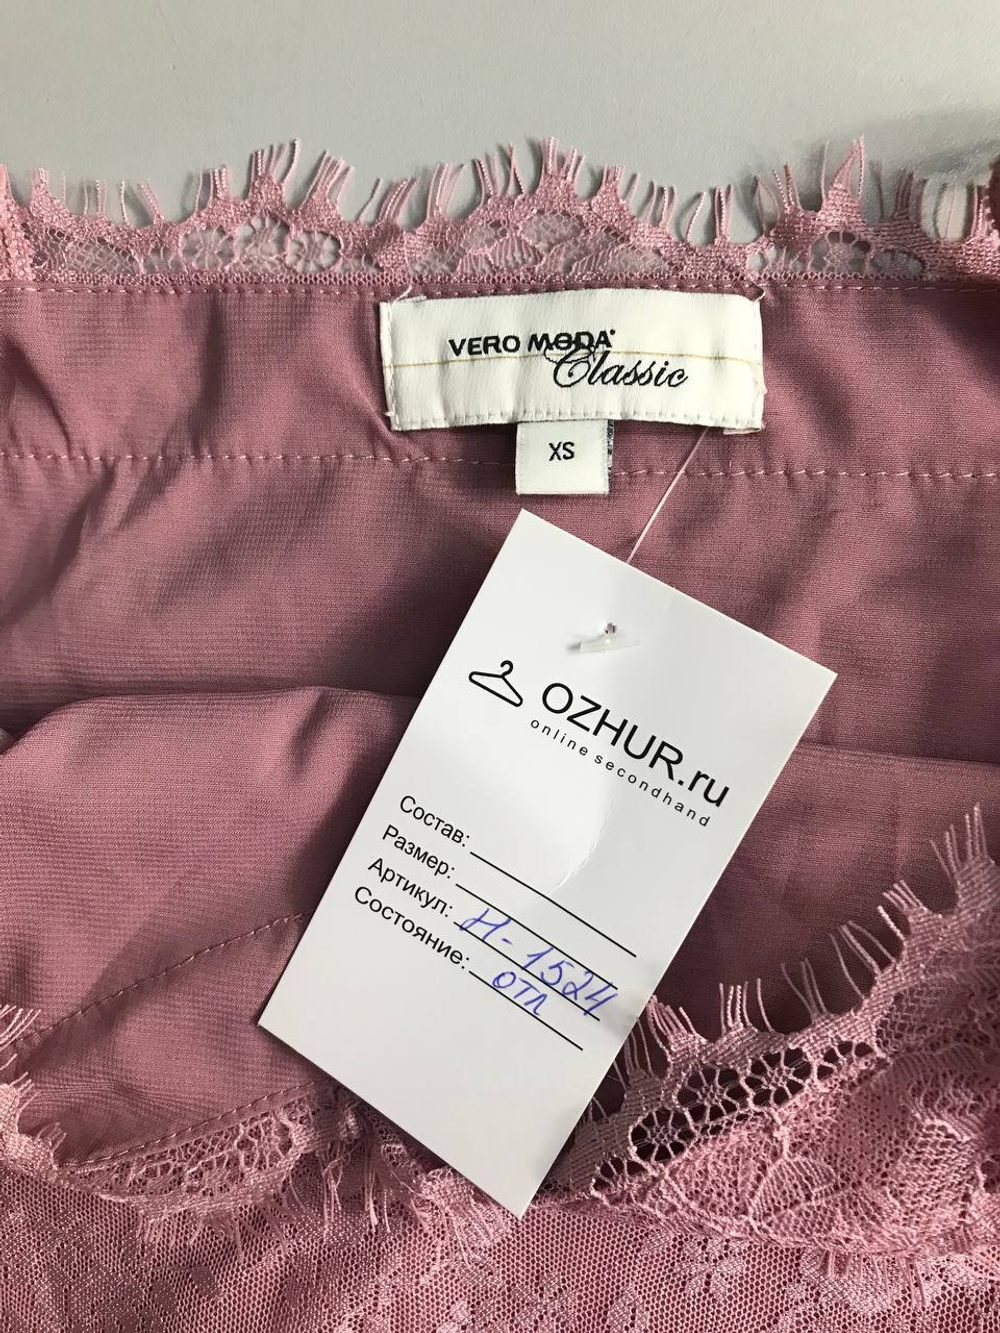 VERO MODA
Classic
XS
OZHUR.ru
online secondhand
Состав:
Размер:
Артикул: Н-1524
Состояние: отл